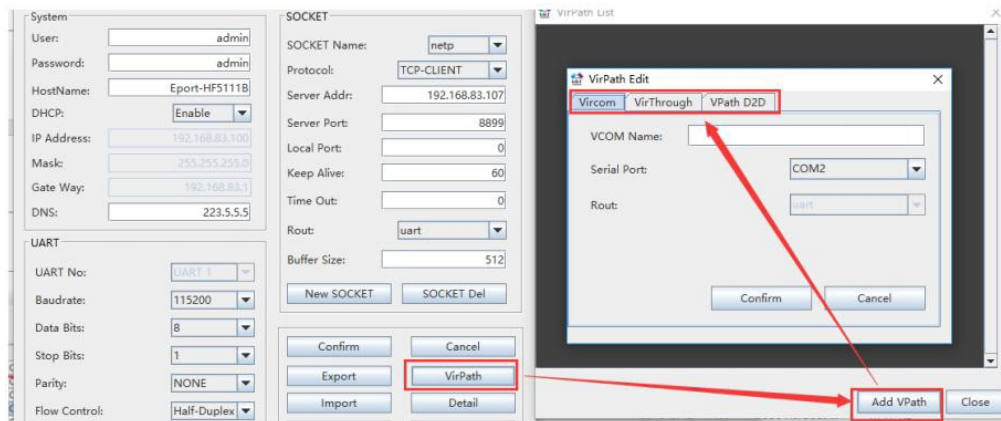 System
User: admin
Password: admin
HostName: Eport-HF5111B
DHCP: Enable
IP Address: 192.168.83.100
Mask: 255.255.255.0
Gate Way: 192.168.83.1
DNS: 223.5.5.5
UART
UART No: UART 1
Baudrate: 115200
Data Bits: 8
Stop Bits: 1
Parity: NONE
Flow Control: Half-Duplex
SOCKET
SOCKET Name: netp
Protocol: TCP-CLIENT
Server Addr: 192.168.83.107
Server Port: 8899
Local Port: 0
Keep Alive: 60
Time Out: 0
Rout: uart
Buffer Size: 512
New SOCKET SOCKET Del
Confirm Cancel
Export VirPath
Import Detail
VirPath List
VirPath Edit
Vircom VirThrough VPath D2D
VCOM Name:
Serial Port: COM2
Rout: uart
Confirm Cancel
Add VPath Close